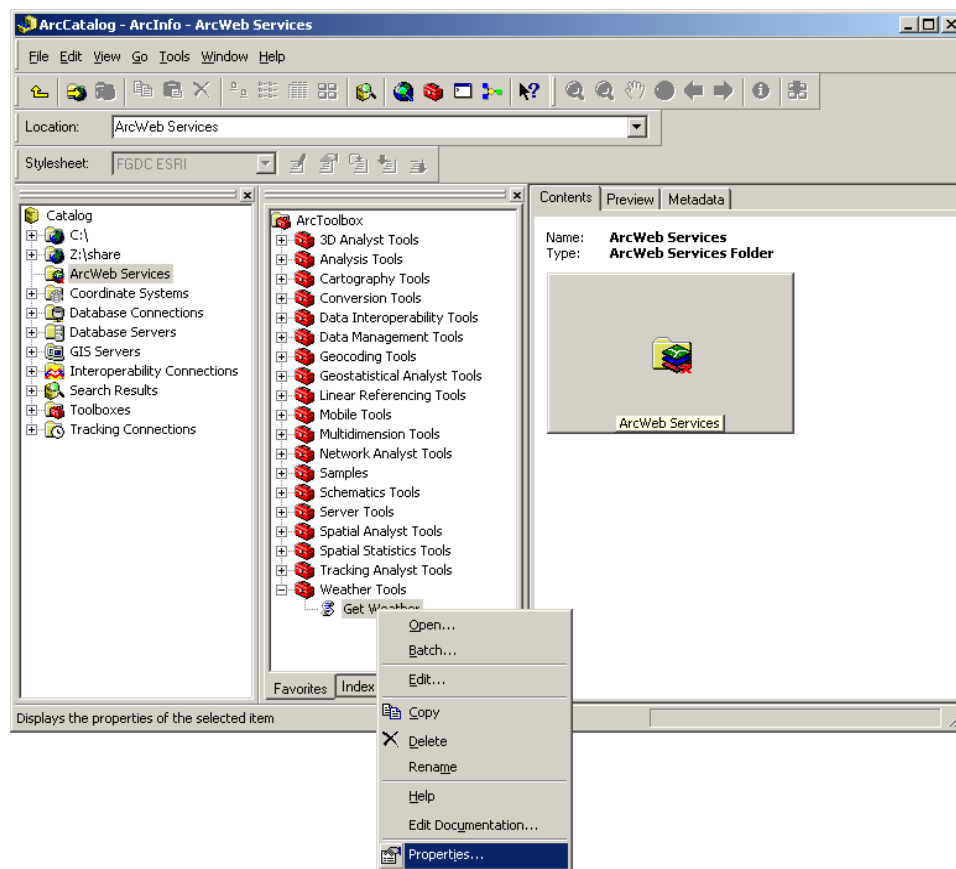 ArcCatalog - ArcInfo - ArcWeb Services
File Edit View Go Tools Window Help
Location: ArcWeb Services
Stylesheet: FGDC ESRI
Catalog
C:\
Z:\share
ArcWeb Services
Coordinate Systems
Database Connections
Database Servers
GIS Servers
Interoperability Connections
Search Results
Toolboxes
Tracking Connections
ArcToolbox
3D Analyst Tools
Analysis Tools
Cartography Tools
Conversion Tools
Data Interoperability Tools
Data Management Tools
Geocoding Tools
Geostatistical Analyst Tools
Linear Referencing Tools
Mobile Tools
Multidimension Tools
Network Analyst Tools
Samples
Schematics Tools
Server Tools
Spatial Analyst Tools
Spatial Statistics Tools
Tracking Analyst Tools
Weather Tools
Get Weather
Favorites Index
Contents Preview Metadata
Name: ArcWeb Services
Type: ArcWeb Services Folder
ArcWeb Services
Open...
Batch...
Edit...
Copy
Delete
Rename
Help
Edit Documentation...
Properties...
Displays the properties of the selected item